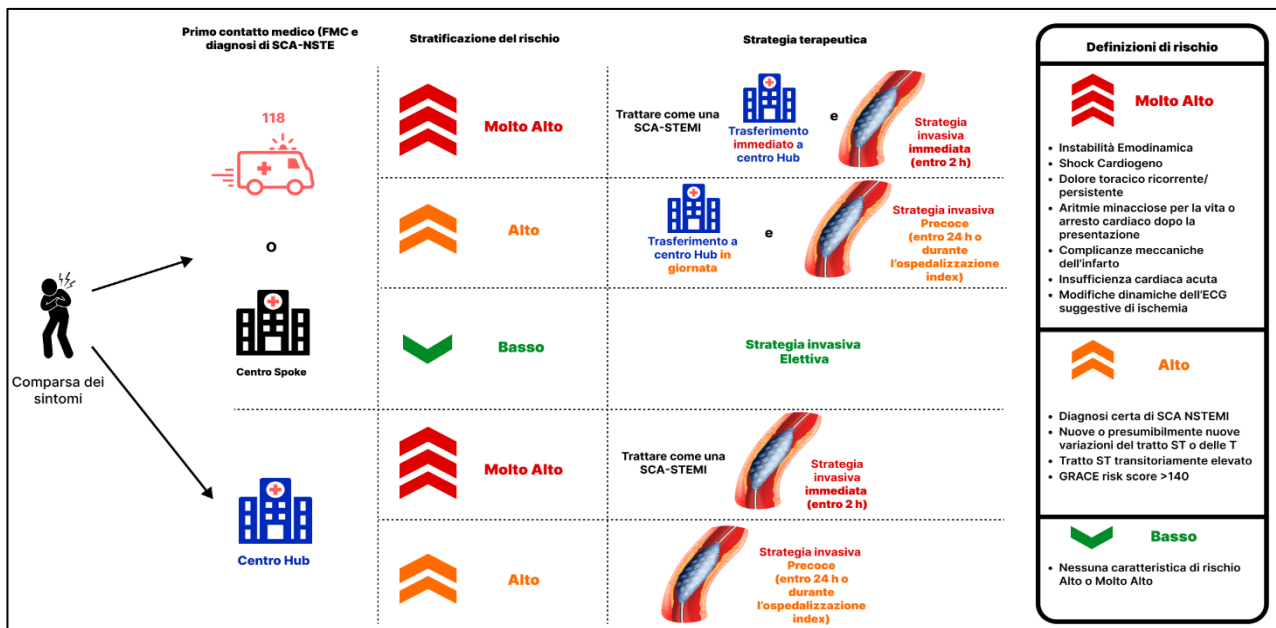 Primo contatto medico (FMC e
diagnosi di SCA-NSTE
Stratificazione del rischio
Strategia terapeutica
118
o
Centro Spoke
Comparsa dei
sintomi
Centro Hub
Molto Alto
Trattare come una
SCA-STEMI
Trasferimento
immediato a
centro Hub
e
Strategia
invasiva
immediata
(entro 2 h)
Alto
Trasferimento a
centro Hub in
giornata
e
Strategia invasiva
Precoce
(entro 24 h o
durante
l'ospedalizzazione
index)
Basso
Strategia invasiva
Elettiva
Molto Alto
Trattare come una
SCA-STEMI
Strategia
invasiva
immediata
(entro 2 h)
Alto
Strategia invasiva
Precoce
(entro 24 h o
durante
l'ospedalizzazione
index)
Definizioni di rischio
Molto Alto
• Instabilità Emodinamica
• Shock Cardiogeno
• Dolore toracico ricorrente/
persistente
• Aritmie minacciose per la vita o
arresto cardiaco dopo la
presentazione
• Complicanze meccaniche
dell'infarto
• Insufficienza cardiaca acuta
• Modifiche dinamiche dell'ECG
suggestive di ischemia
Alto
• Diagnosi certa di SCA NSTEMI
• Nuove o presumibilmente nuove
variazioni del tratto ST o delle T
• Tratto ST transitoriamente elevato
• GRACE risk score >140
Basso
• Nessuna caratteristica di rischio
Alto o Molto Alto